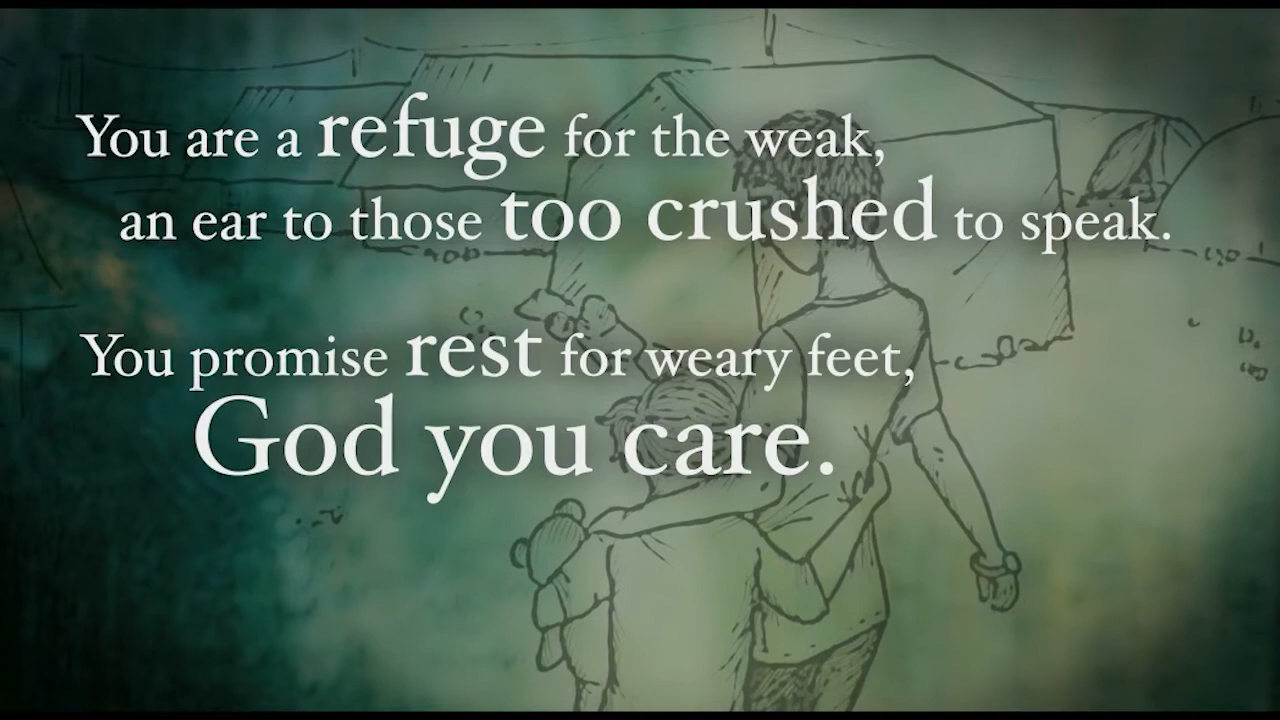 You are a refuge for the weak,
an ear to those too crushed to speak.
You promise rest for weary feet,
God you care.